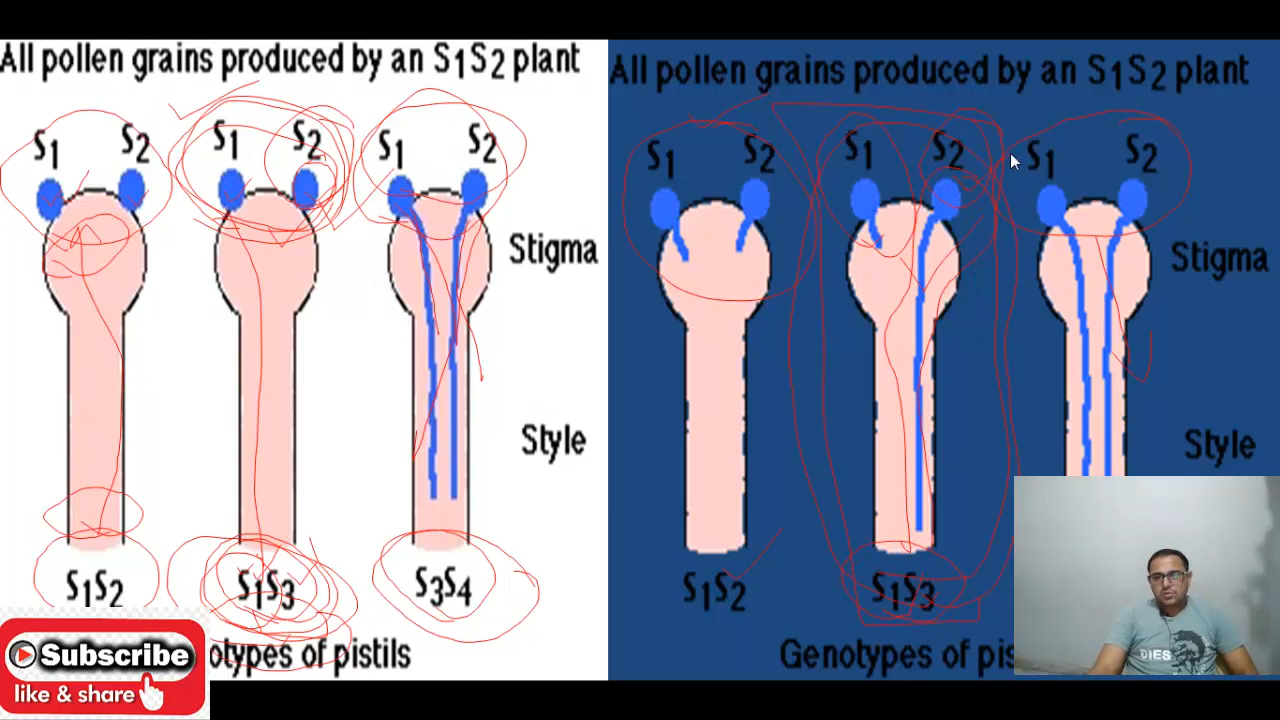 All pollen grains produced by an S1S2 plant
S1 S2 S1 S2 S1 S2
Stigma
Style
S1S2 S1S3 S3S4
otypes of pistils
Subscribe
like & share
All pollen grains produced by an S1S2 plant
S1 S2 S1 S2 S1 S2
Stigma
Style
S1S2 S1S3
Genotypes of pis
DIES